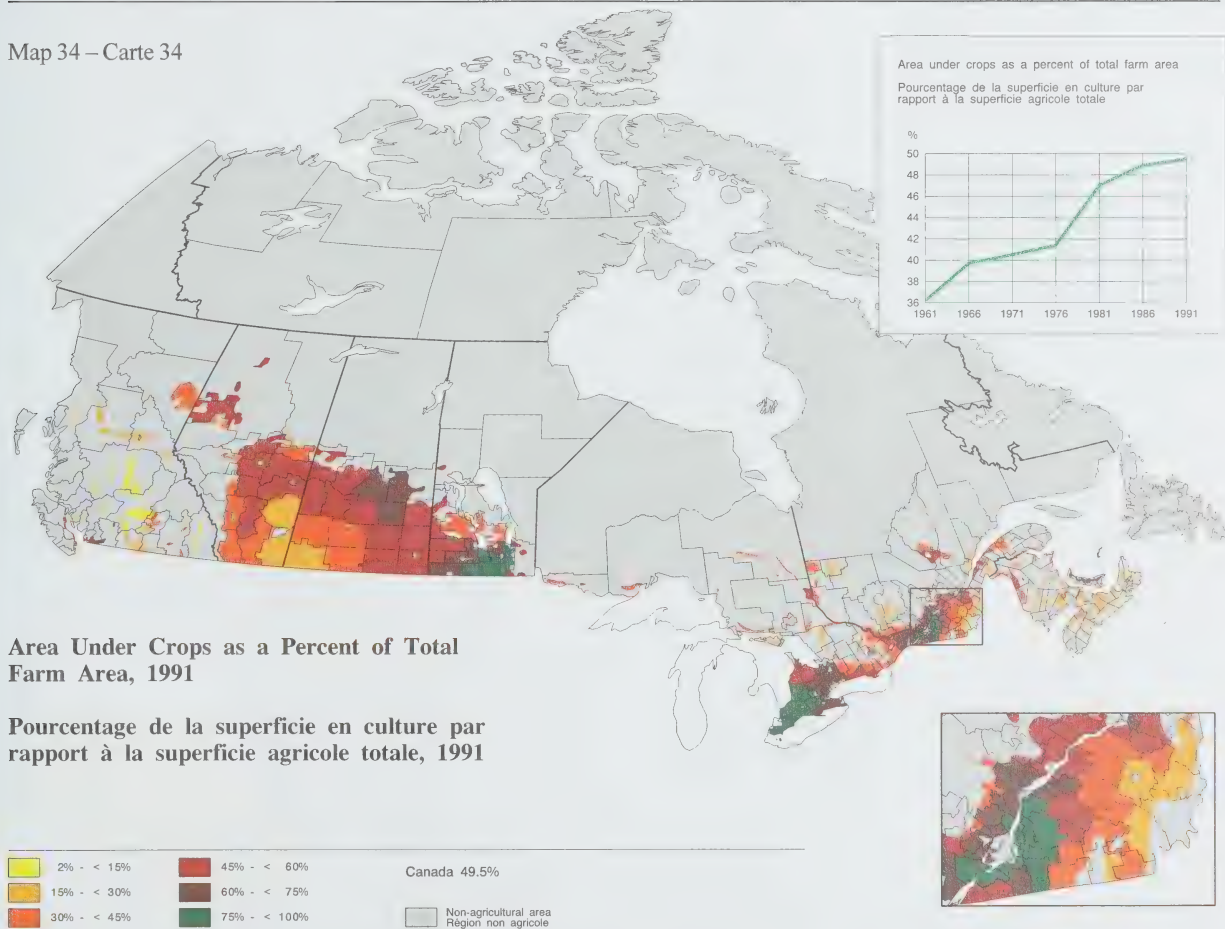 Map 34 – Carte 34
Area under crops as a percent of total farm area
Pourcentage de la superficie en culture par
rapport à la superficie agricole totale
%
50
48
46
44
42
40
38
36
1961 1966 1971 1976 1981 1986 1991
Area Under Crops as a Percent of Total
Farm Area, 1991
Pourcentage de la superficie en culture par
rapport à la superficie agricole totale, 1991
2% - < 15%
15% - < 30%
30% - < 45%
45% - < 60%
60% - < 75%
75% - < 100%
Canada 49.5%
Non-agricultural area
Région non agricole